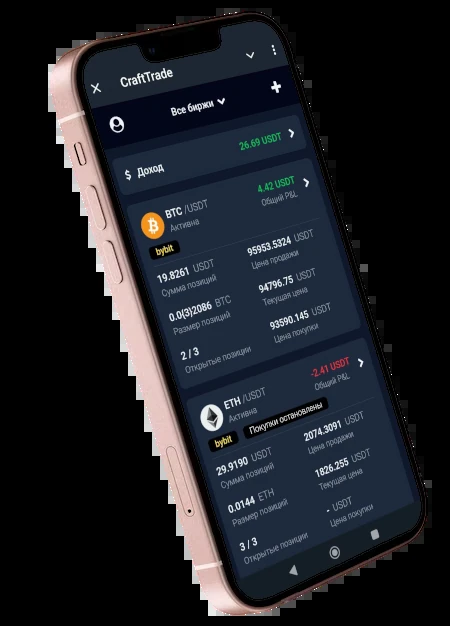 CraftTrade
Все биржи
$ Доход 26.69 USDT
BTC /USDT 4.42 USDT
Активна Общий P&L
bybit
19.8261 USDT 95953.5324 USDT
Сумма позиций Цена продажи
0.0{3}2086 BTC 94796.75 USDT
Размер позиций Текущая цена
2 / 3 93590.145 USDT
Открытые позиции Цена покупки
ETH /USDT -2.41 USDT
Активна Общий P&L
bybit Покупки остановлены
29.9190 USDT 2074.3091 USDT
Сумма позиций Цена продажи
0.0144 ETH 1826.255 USDT
Размер позиций Текущая цена
3 / 3 - USDT
Открытые позиции Цена покупки